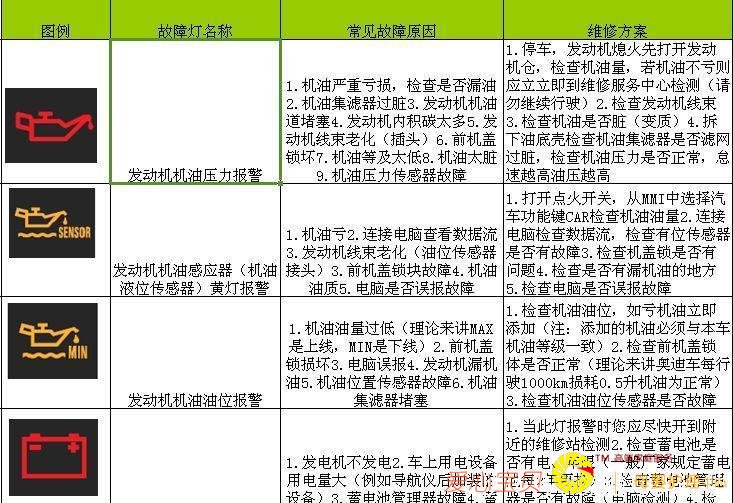 图例
故障灯名称
常见故障原因
维修方案
发动机机油压力报警
1.机油严重亏损，检查是否漏油
2.机油集滤器过脏3.发动机机油
道堵塞4.发动机内积碳太多5.发
动机线束老化（插头）6.前机盖
锁坏7.机油等及太低8.机油太脏
9.机油压力传感器故障
1.停车，发动机熄火先打开发动
机仓，检查机油量，若机油不亏则
应立立即到维修服务中心检测（请
勿继续行驶）2.检查发动机线束
3.检查机油是否脏（变质）4.拆
下油底壳检查机油集滤器是否滤网
过脏，检查机油压力是否正常，怠
速越高油压越高
SENSOR
发动机机油感应器（机油
液位传感器）黄灯报警
1.机油亏2.连接电脑查看数据流
3.发动机线束老化（油位传感器
接头）3.前机盖锁块故障4.机油
油质5.电脑是否误报故障
1.打开点火开关，从MMI中选择汽
车功能键CAR检查机油油量2.连接
电脑检查数据流，检查有位传感器
是否有故障3.检查机盖锁是否有
问题4.检查是否有漏机油的地方
5.检查电脑是否误报故障
MIN
发动机机油油位报警
1.机油油量过低（理论来讲MAX
是上线，MIN是下线）2.前机盖
锁损坏3.电脑误报4.发动机漏机
油5.机油位置传感器故障6.机油
集滤器堵塞
1.检查机油油位，如亏机油立即
添加（注：添加的机油必须与本车
机油等级一致）2.检查前机盖锁
体是否正常（理论来讲奥迪车每行
驶1000km损耗0.5升机油为正常）
3.检查机油油位传感器是否故障
1.发电机不发电2.车上用电设备
用电量大（例如导航仪后加装）
设备）3.蓄电池管理器故障4.
1.当此灯报警时您应尽快开到附
近的维修站检测2.检查蓄电池是
否有电
般厂家规定蓄电
器是否有故障（电脑检测）4.检